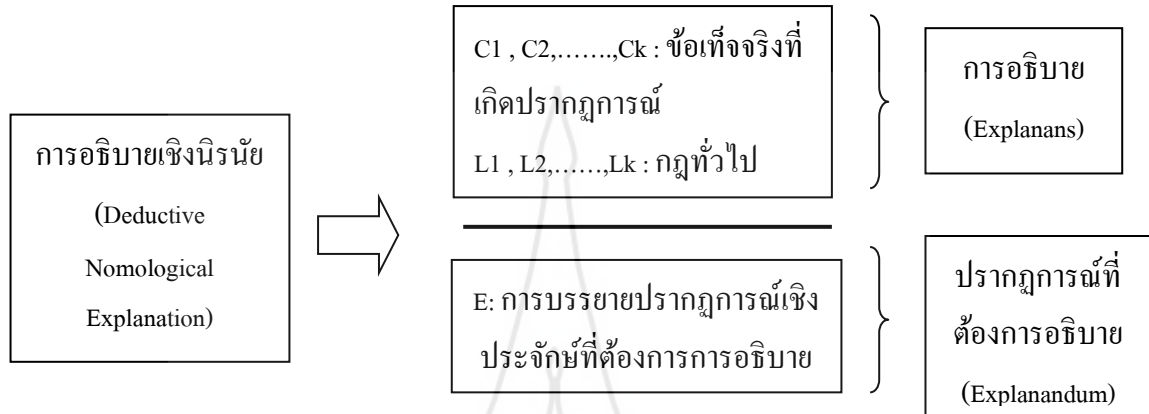 การอธิบายเชิงนิรนัย
(Deductive
Nomological
Explanation)
C1 , C2,…….,Ck : ข้อเท็จจริงที่
เกิดปรากฏการณ์
L1 , L2,……,Lk : กฎทั่วไป
การอธิบาย
(Explanans)
E: การบรรยายปรากฏการณ์เชิง
ประจักษ์ที่ต้องการการอธิบาย
ปรากฏการณ์ที่
ต้องการอธิบาย
(Explanandum)